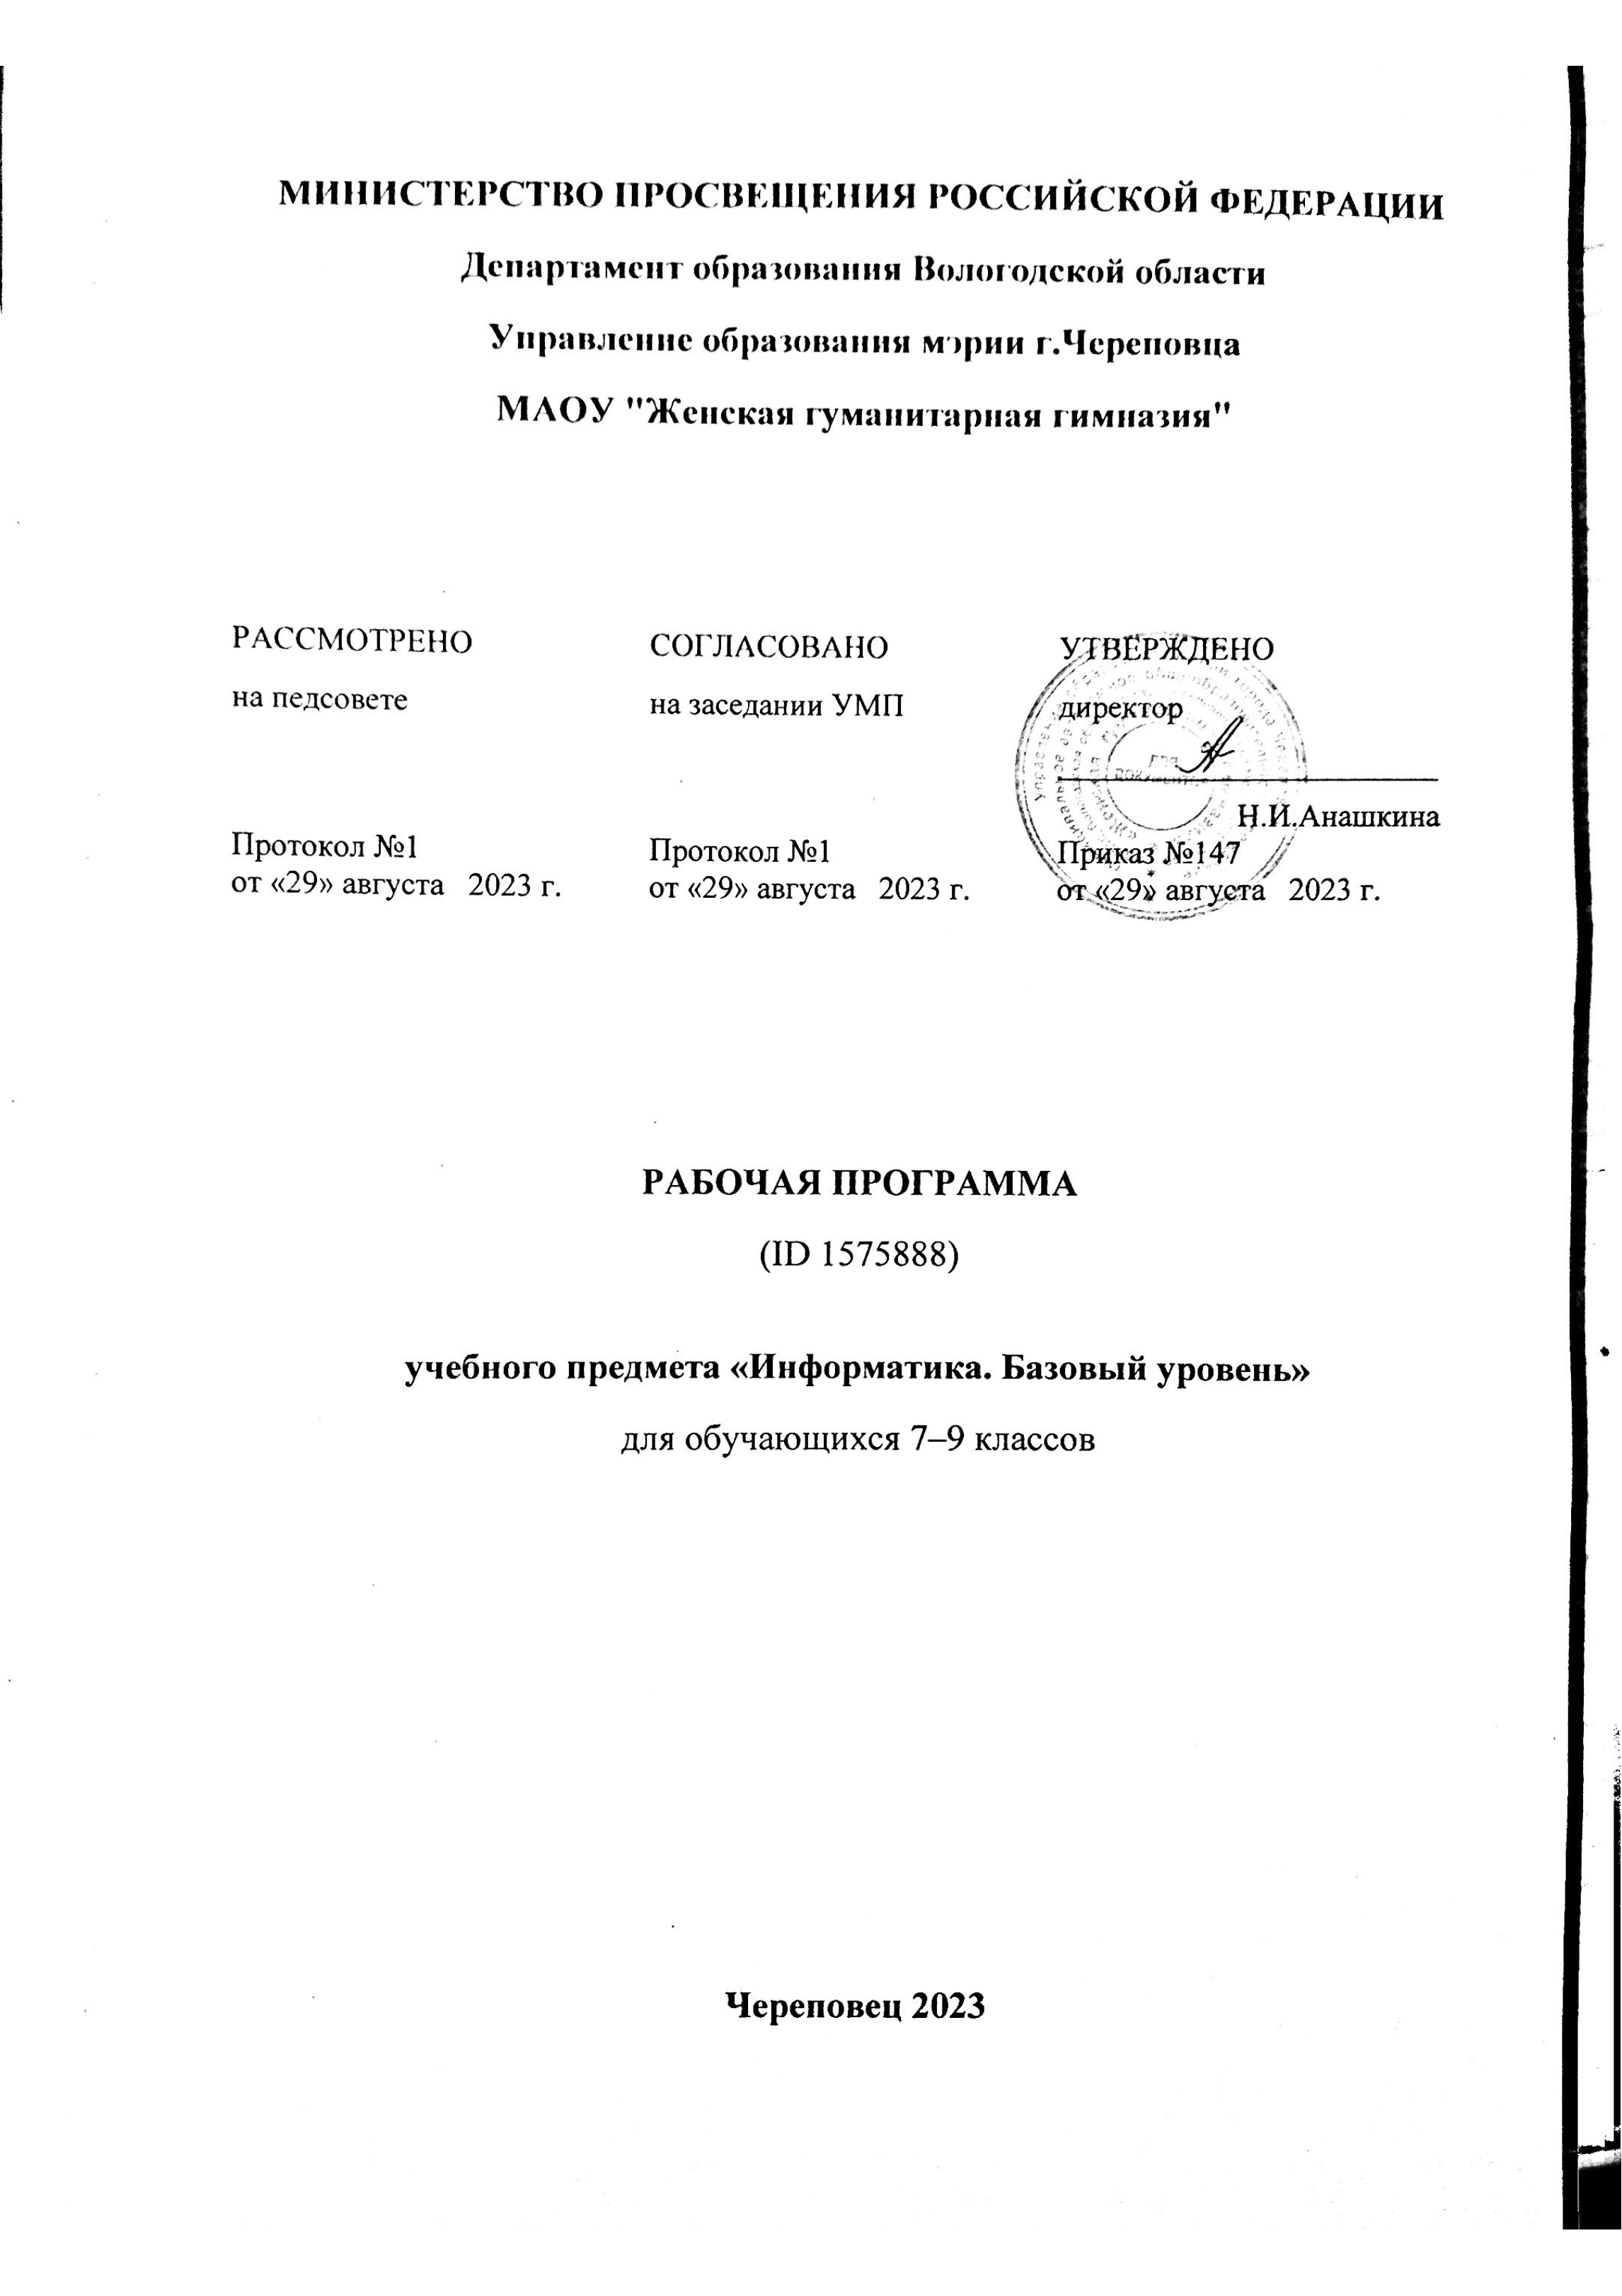 МИНИСТЕРСТВО ПРОСВЕЩЕНИЯ РОССИЙСКОЙ ФЕДЕРАЦИИ
Департамент образования Вологодской области
Управление образования мэрии г.Череповца
МАОУ "Женская гуманитарная гимназия"
РАССМОТРЕНО
на педсовете
Протокол №1
от «29» августа 2023 г.
СОГЛАСОВАНО
на заседании УМП
Протокол №1
от «29» августа 2023 г.
УТВЕРЖДЕНО
директор
Н.И.Анашкина
Приказ №147
от «29» августа 2023 г.
РАБОЧАЯ ПРОГРАММА
(ID 1575888)
учебного предмета «Информатика. Базовый уровень»
для обучающихся 7–9 классов
Череповец 2023